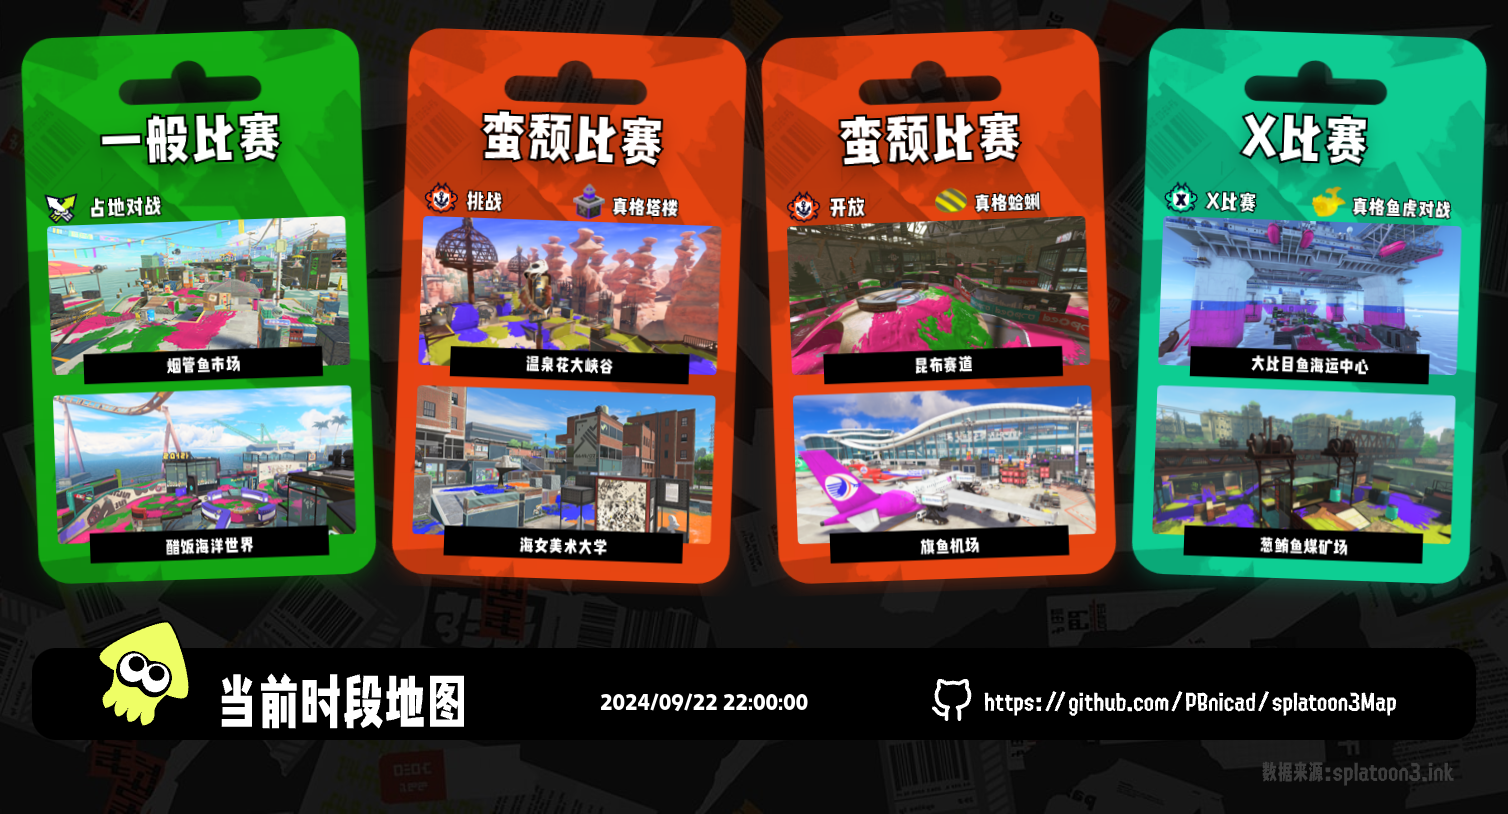 一般比赛
占地对战
烟管鱼市场
醋饭海洋世界
蛮颓比赛
挑战
真格塔楼
温泉花大峡谷
海女美术大学
蛮颓比赛
开放
真格蛤蜊
昆布赛道
旗鱼机场
X比赛
X比赛
真格鱼虎对战
大比目鱼海运中心
葱鲔鱼煤矿场
当前时段地图
2024/09/22 22:00:00
https://github.com/PBnicad/splatoon3Map
数据来源:splatoon3.ink